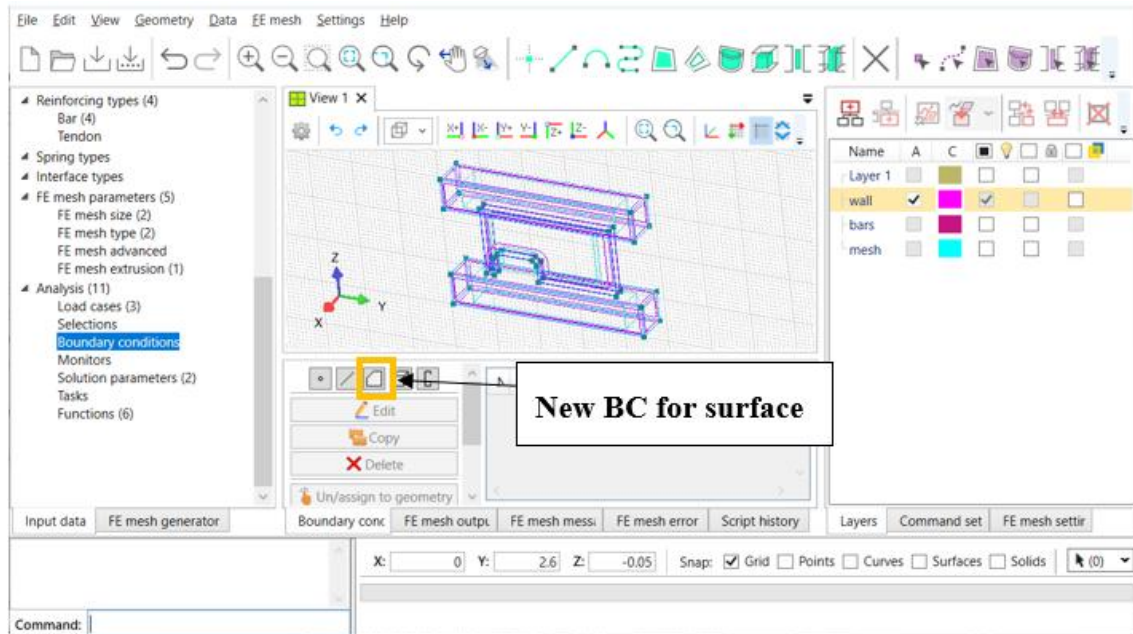 File Edit View Geometry Data FE mesh Settings Help
Reinforcing types (4)
Bar (4)
Tendon
Spring types
Interface types
FE mesh parameters (5)
FE mesh size (2)
FE mesh type (2)
FE mesh advanced
FE mesh extrusion (1)
Analysis (11)
Load cases (3)
Selections
Boundary conditions
Monitors
Solution parameters (2)
Tasks
Functions (6)
Input data FE mesh generator
View 1
X+ X- Y+ Y- Z+ Z-
Z
Y
X
New BC for surface
Edit
Copy
Delete
Un/assign to geometry
Boundary conc FE mesh outpu FE mesh mess FE mesh error Script history
Name A C
Layer 1
wall
bars
mesh
Layers Command set FE mesh settin
X: 0 Y: 2.6 Z: -0.05 Snap: Grid Points Curves Surfaces Solids (0)
Command: